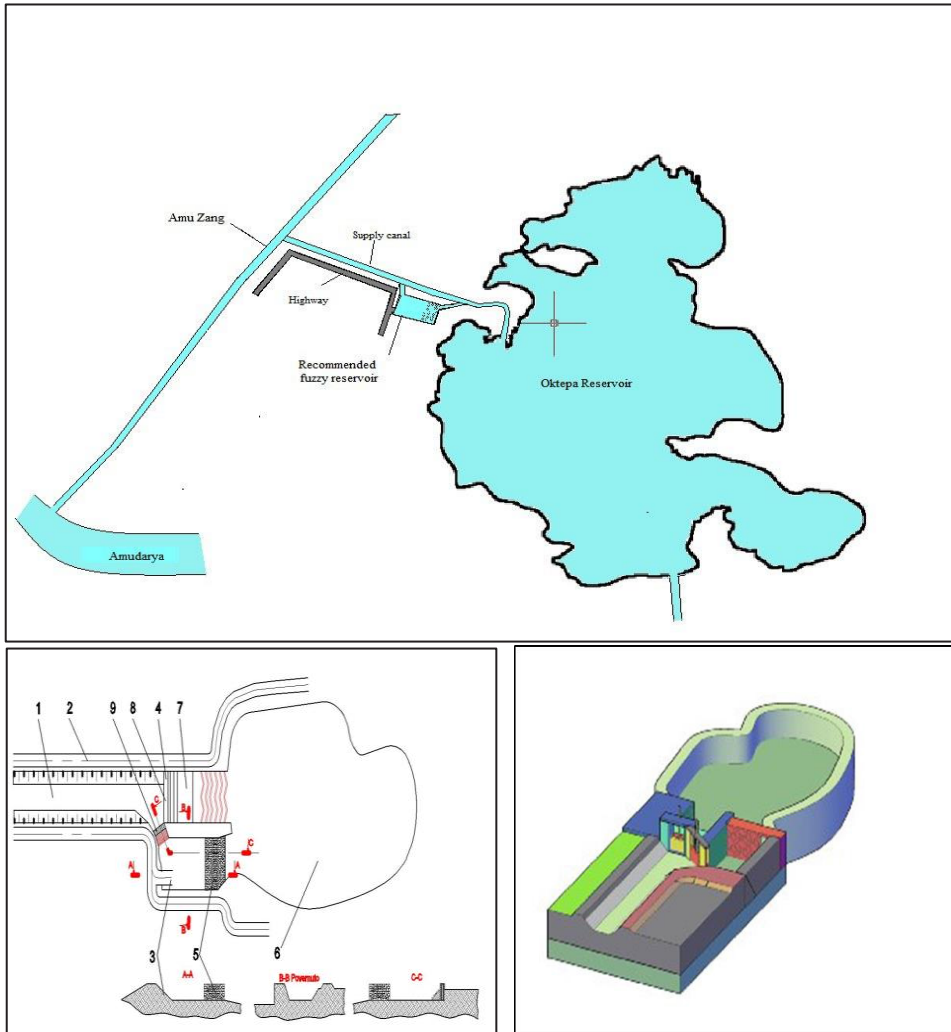 Amu Zang
Supply canal
Highway
Recommended
fuzzy reservoir
Oktepa Reservoir
Amudarya
1 2 9 8 4 7
C
B
C
A
A
B
3 5 6
A-A
B-B Povernuto
C-C